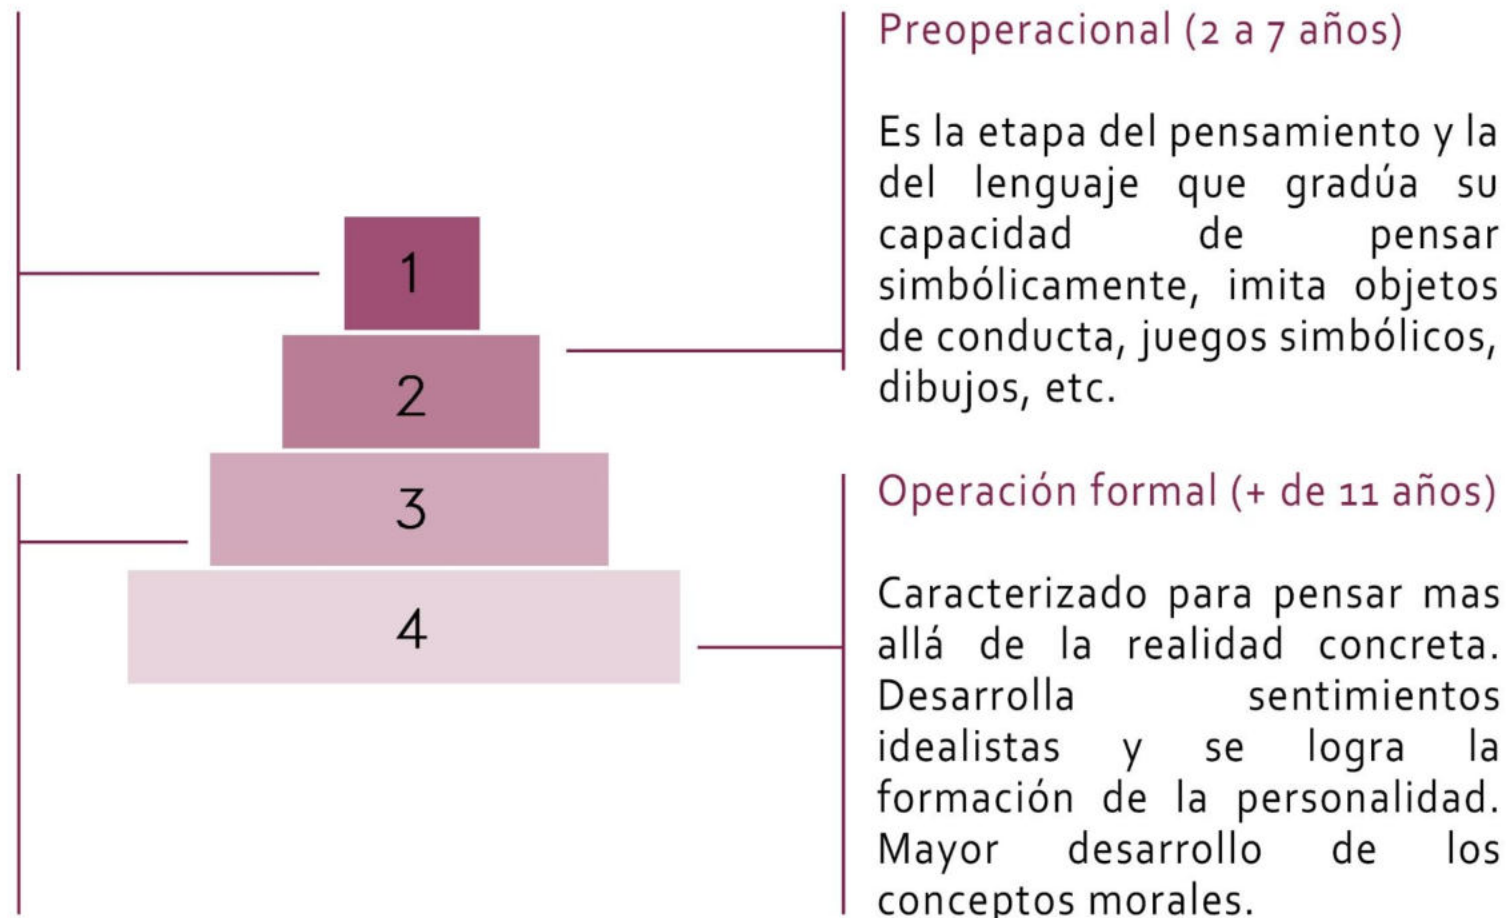 Preoperacional (2 a 7 años)
Es la etapa del pensamiento y la
del lenguaje que gradúa su
capacidad de pensar
simbólicamente, imita objetos
de conducta, juegos simbólicos,
dibujos, etc.
1
2
3
4
Operación formal (+ de 11 años)
Caracterizado para pensar mas
allá de la realidad concreta.
Desarrolla sentimientos
idealistas y se logra la
formación de la personalidad.
Mayor desarrollo de los
conceptos morales.